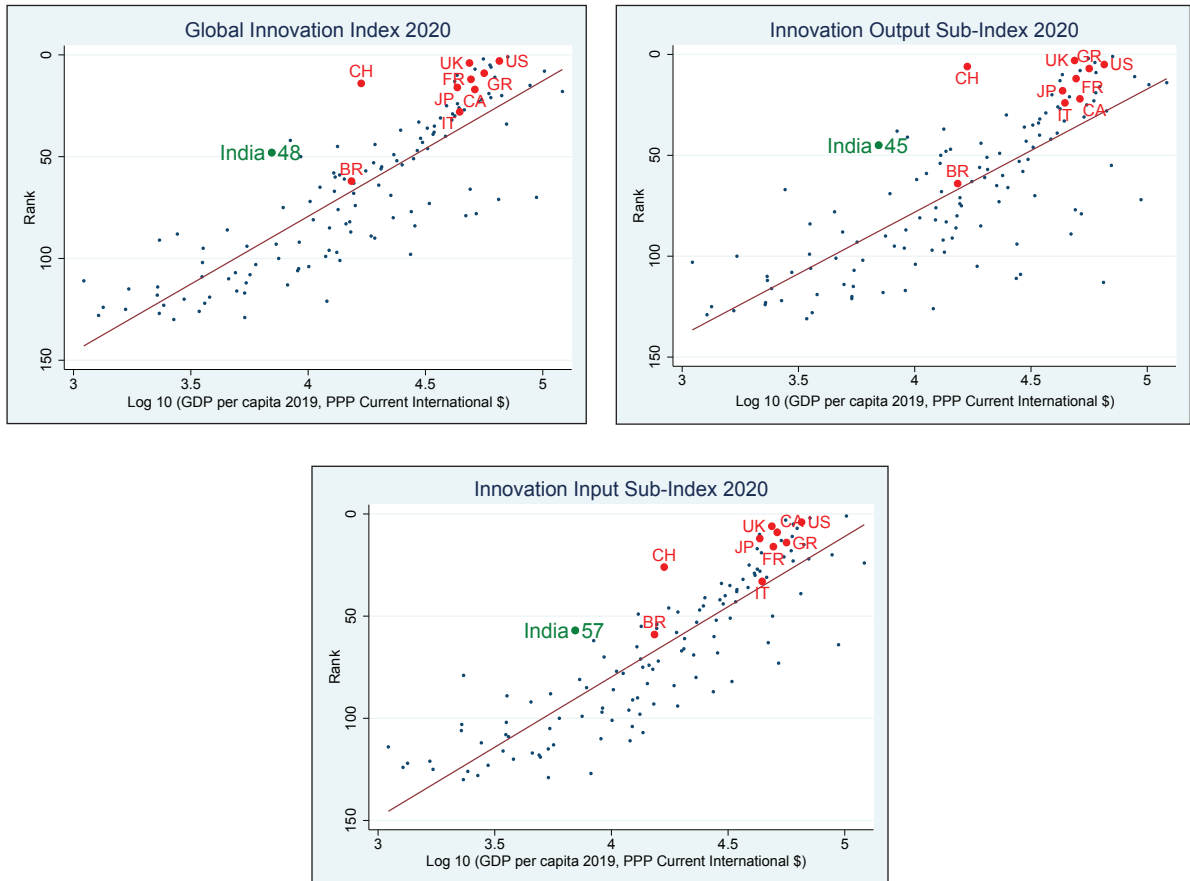 Global Innovation Index 2020
0
50
100
150
Rank
CH
UK
US
FR
GR
JP
CA
IT
India 48
BR
3
3.5
4
4.5
5
Log 10 (GDP per capita 2019, PPP Current International $)
Innovation Output Sub-Index 2020
0
50
100
150
Rank
CH
UK
GR
US
JP
FR
IT
CA
India 45
BR
3
3.5
4
4.5
5
Log 10 (GDP per capita 2019, PPP Current International $)
Innovation Input Sub-Index 2020
0
50
100
150
Rank
CH
UK
CA
US
JP
GR
FR
IT
India 57
BR
3
3.5
4
4.5
5
Log 10 (GDP per capita 2019, PPP Current International $)